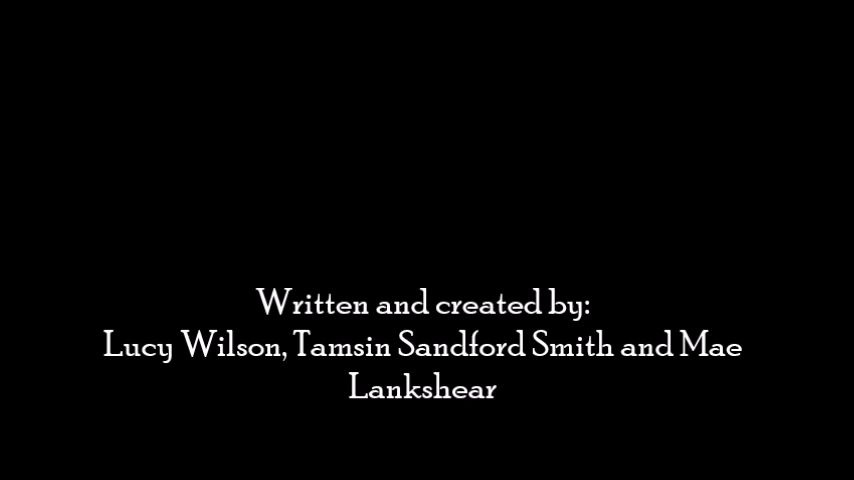 Written and created by:
Lucy Wilson, Tamsin Sandford Smith and Mae
Lankshear